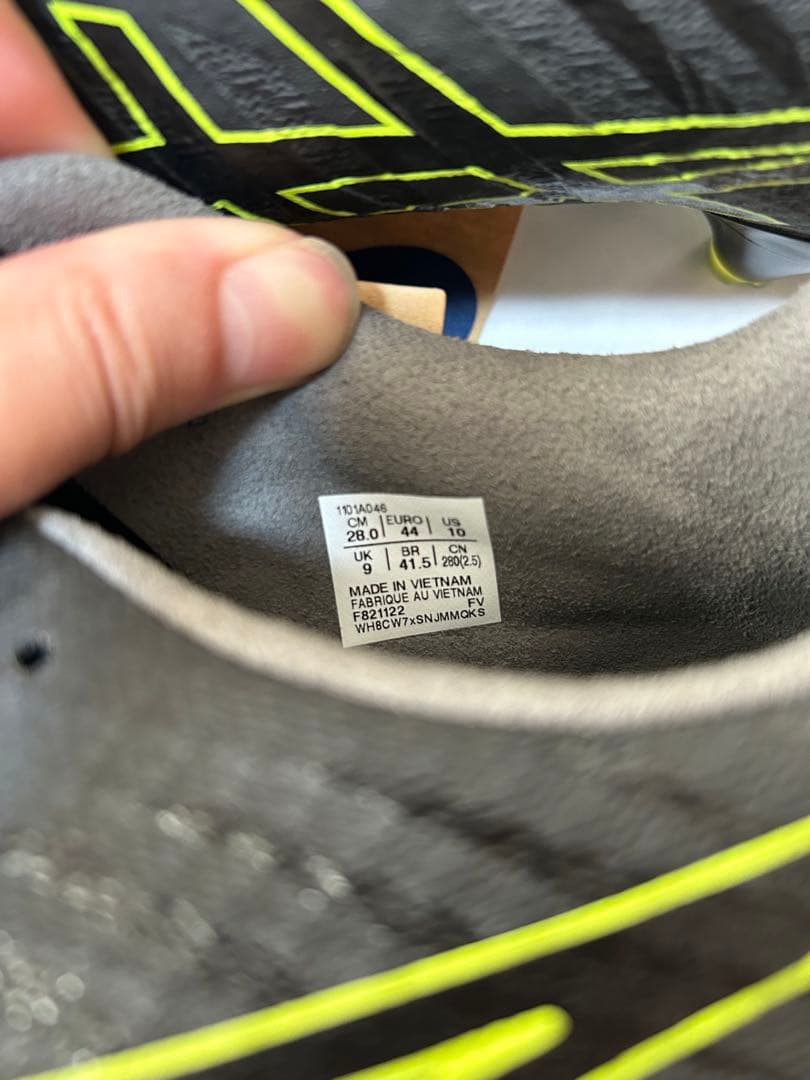 1101A046
CM EURO US
28.0 44 10
UK BR CN
9 41.5 280(2.5)
MADE IN VIETNAM
FABRIQUE AU VIETNAM
F821122 FV
WH8CW7xSNJMMQKS